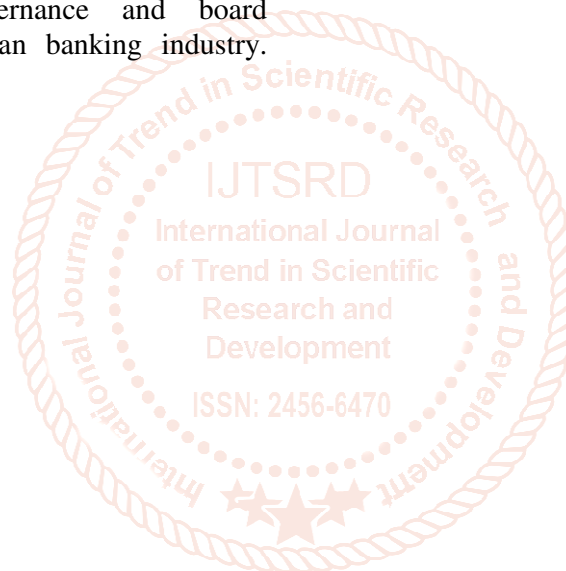 ernance and board
an banking industry.
International Journal of Trend in Scientific Research and Development
IJTSRD
International Journal
of Trend in Scientific
Research and
Development
ISSN: 2456-6470